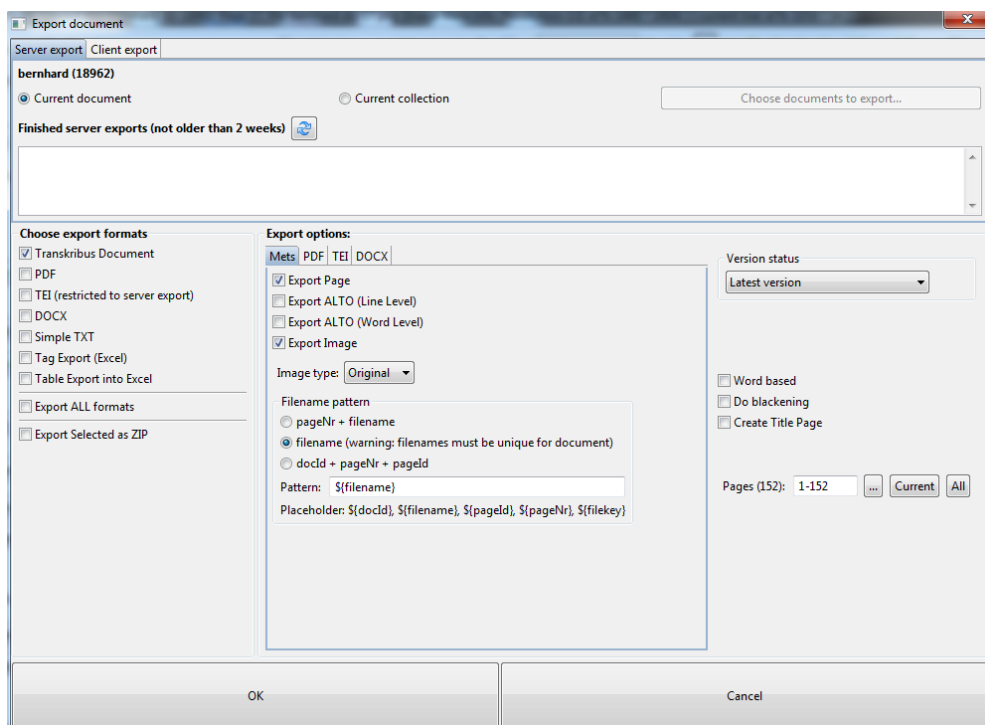 Export document
Server export Client export
bernhard (18962)
Current document Current collection Choose documents to export...
Finished server exports (not older than 2 weeks)
Choose export formats
Transkribus Document
PDF
TEI (restricted to server export)
DOCX
Simple TXT
Tag Export (Excel)
Table Export into Excel
Export ALL formats
Export Selected as ZIP
Export options:
Mets PDF TEI DOCX
Export Page
Export ALTO (Line Level)
Export ALTO (Word Level)
Export Image
Image type: Original
Filename pattern
pageNr + filename
filename (warning: filenames must be unique for document)
docId + pageNr + pageId
Pattern: ${filename}
Placeholder: ${docId}, ${filename}, ${pageId}, ${pageNr}, ${filekey}
Version status
Latest version
Word based
Do blackening
Create Title Page
Pages (152): 1-152 ... Current All
OK Cancel